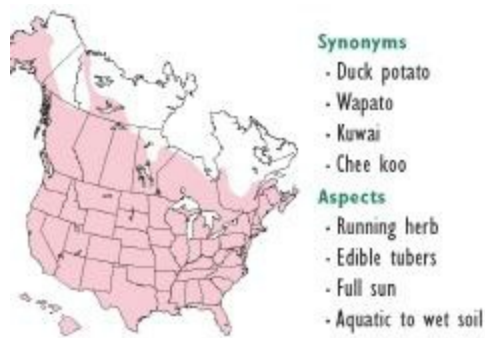 Synonyms
- Duck potato
- Wapato
- Kuwai
- Chee koo
Aspects
- Running herb
- Edible tubers
- Full sun
- Aquatic to wet soil